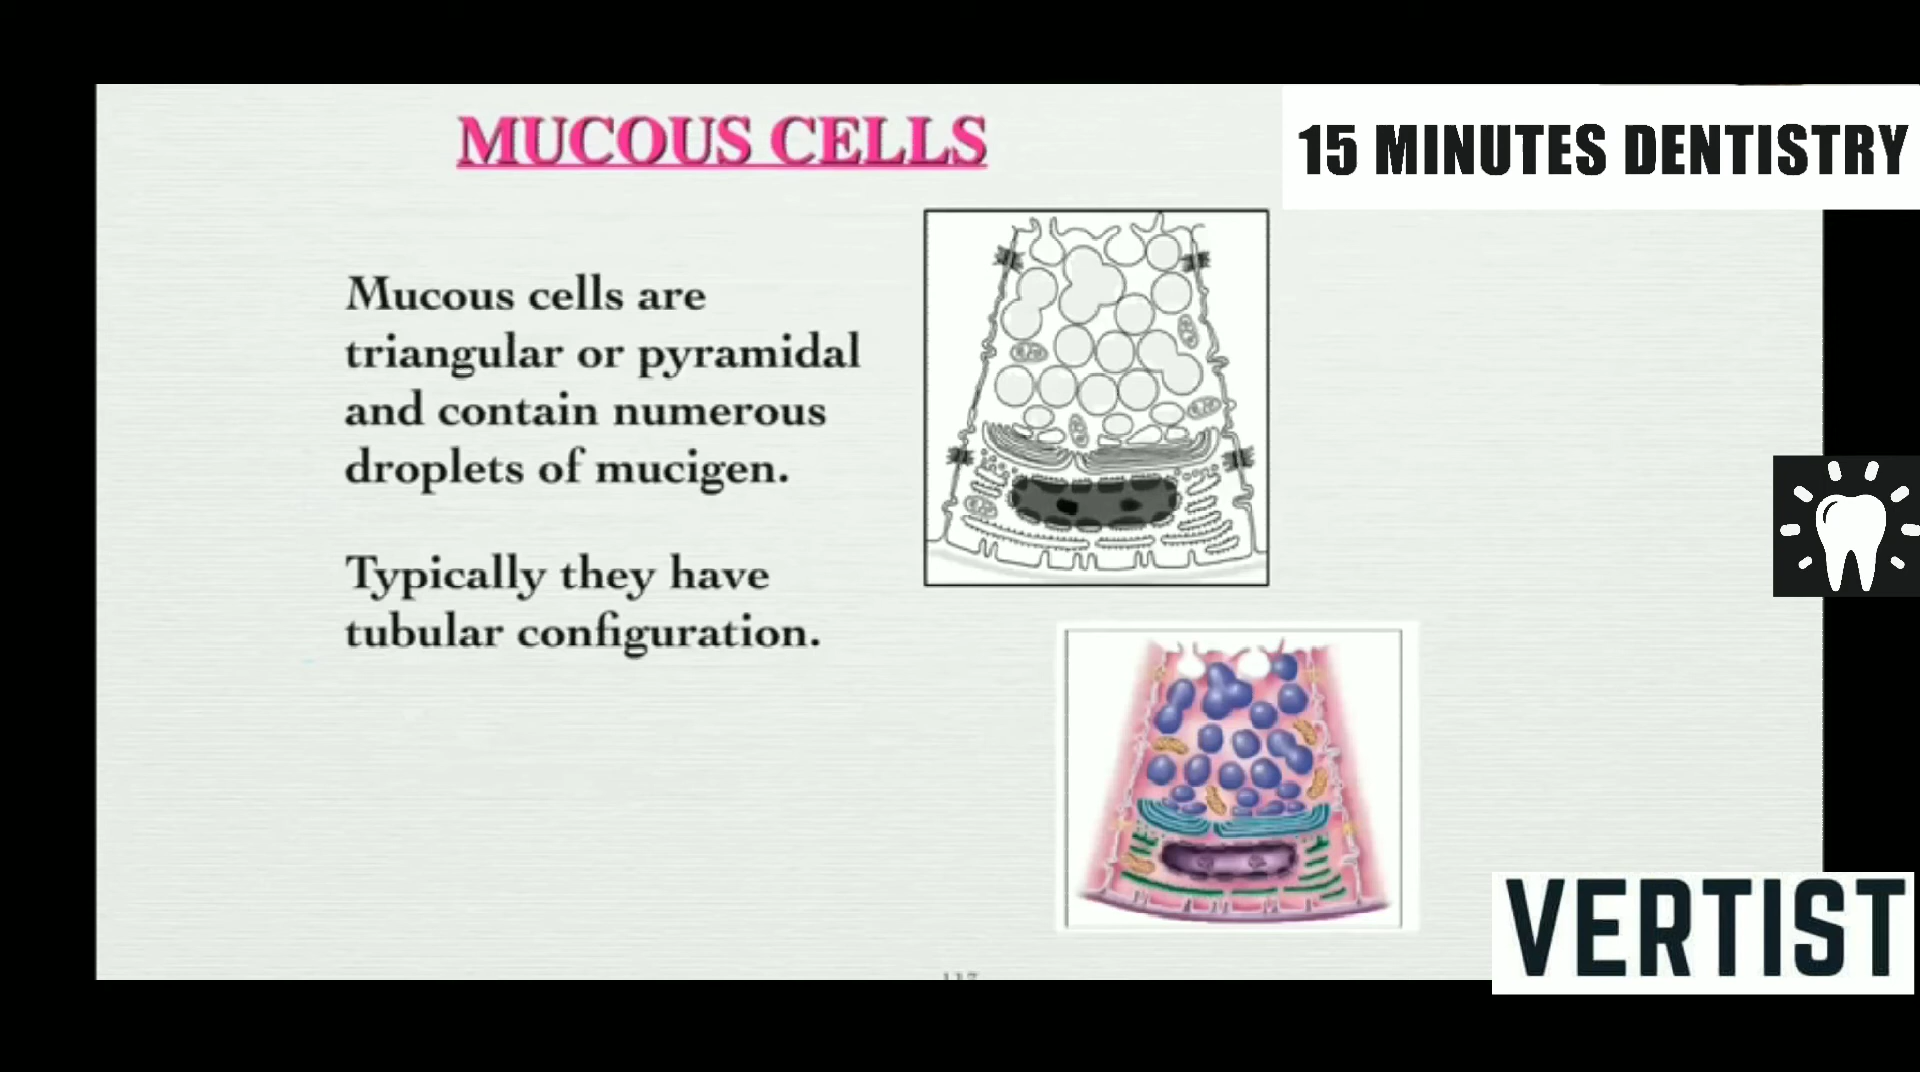 MUCOUS CELLS
15 MINUTES DENTISTRY
Mucous cells are
triangular or pyramidal
and contain numerous
droplets of mucigen.
Typically they have
tubular configuration.
VERTIST